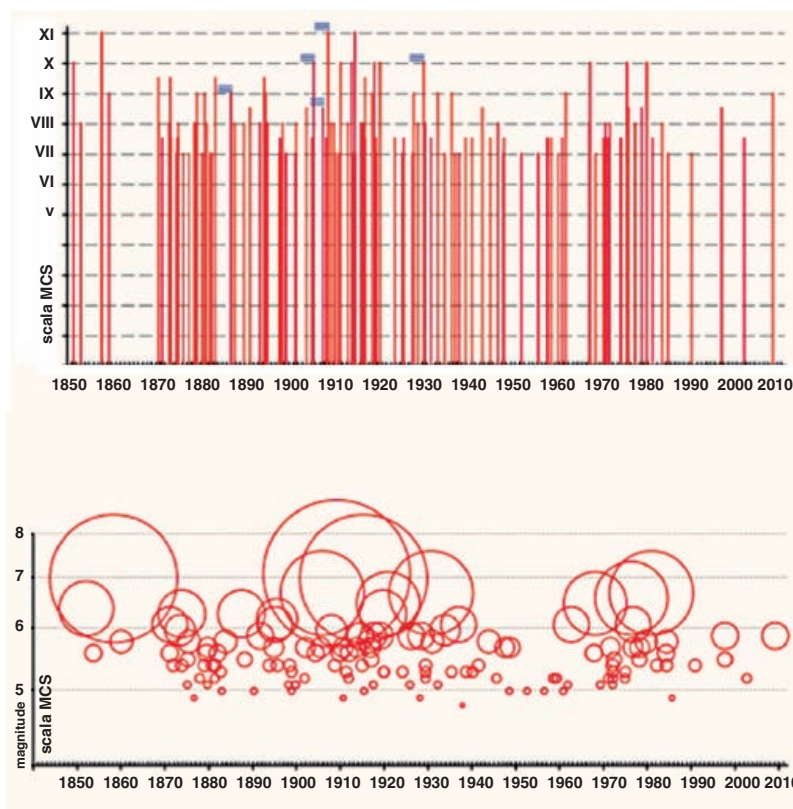 XI
X
IX
VIII
VII
VI
v
scala MCS
1850 1860 1870 1880 1890 1900 1910 1920 1930 1940 1950 1960 1970 1980 1990 2000 2010
8
7
6
5
magnitude
scala MCS
1850 1860 1870 1880 1890 1900 1910 1920 1930 1940 1950 1960 1970 1980 1990 2000 201